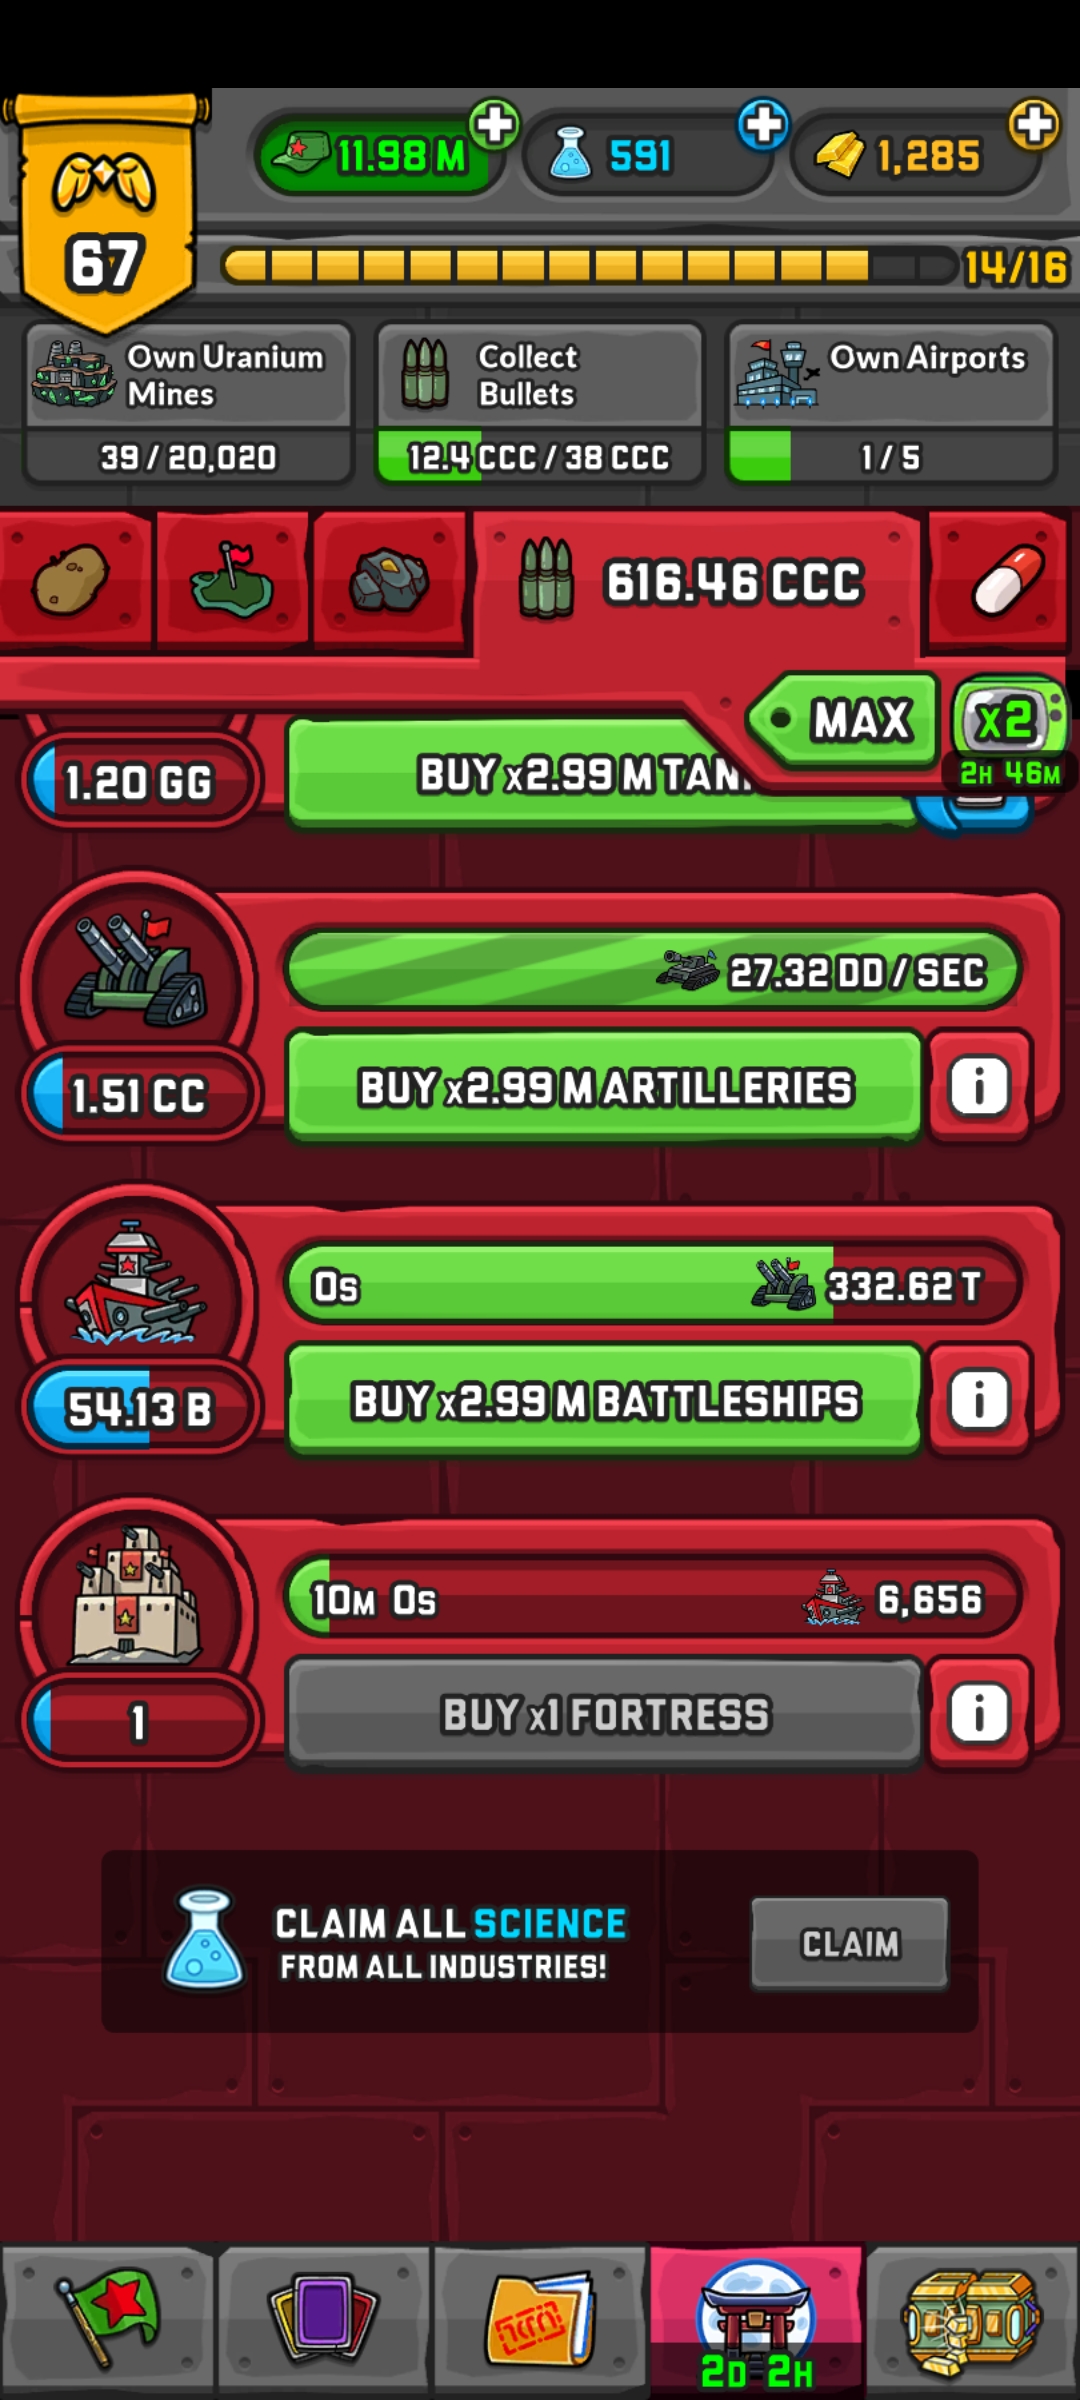 11.98 M
591
1,285
67
14/16
Own Uranium
Mines
39 / 20,020
Collect
Bullets
12.4 CCC / 38 CCC
Own Airports
1 / 5
616.46 CCC
MAX
x2
2H 46M
1.20 GG
BUY x2.99 M
27.32 DD / SEC
1.51 CC
BUY x2.99 M ARTILLERIES
i
0s
332.62 T
54.13 B
BUY x2.99 M BATTLESHIPS
i
10M 0s
6,656
1
BUY x1 FORTRESS
i
CLAIM ALL SCIENCE
FROM ALL INDUSTRIES!
CLAIM
2D 2H